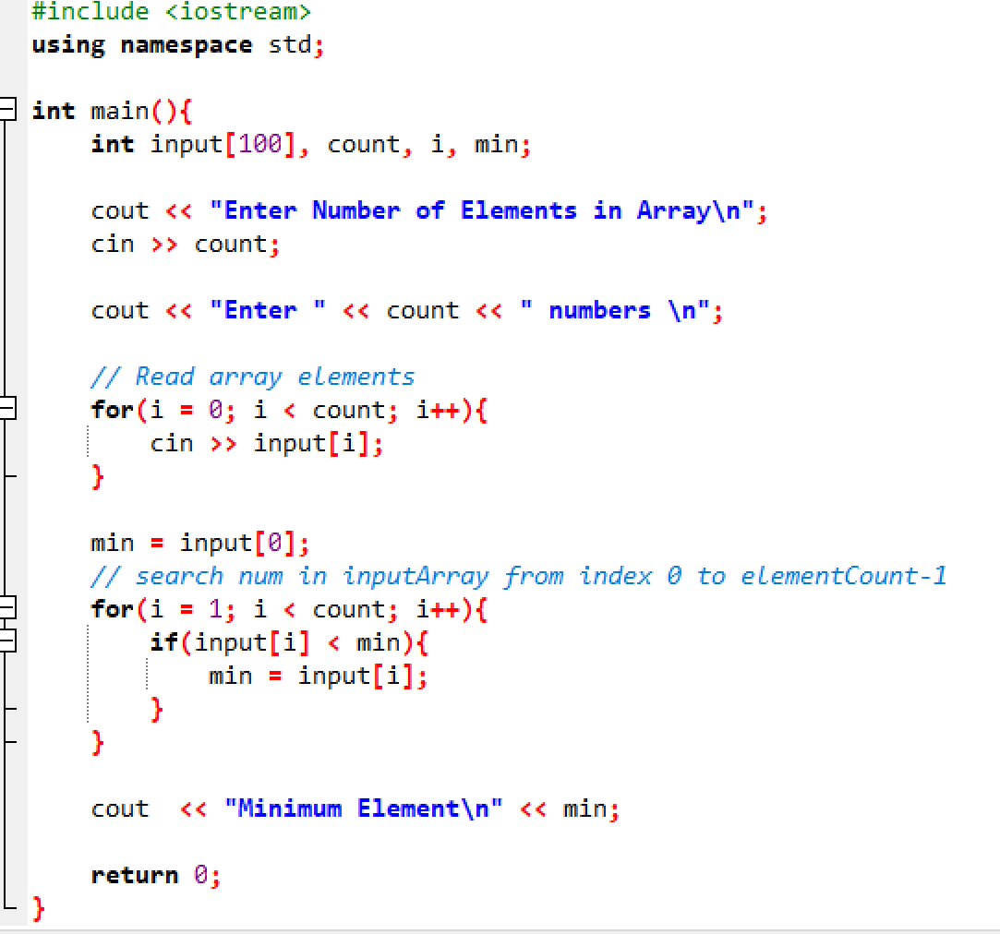 #include <iostream>
using namespace std;
int main(){
int input[100], count, i, min;
cout << "Enter Number of Elements in Array\n";
cin >> count;
cout << "Enter " << count << " numbers \n";
// Read array elements
for(i = 0; i < count; i++){
cin >> input[i];
}
min = input[0];
// search num in inputArray from index 0 to elementCount-1
for(i = 1; i < count; i++){
if(input[i] < min){
min = input[i];
}
}
cout  << "Minimum Element\n" << min;
return 0;
}